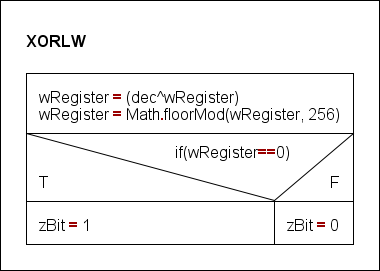 XORLW
wRegister = (dec^wRegister)
wRegister = Math.floorMod(wRegister, 256)
if(wRegister==0)
T F
zBit = 1 zBit = 0